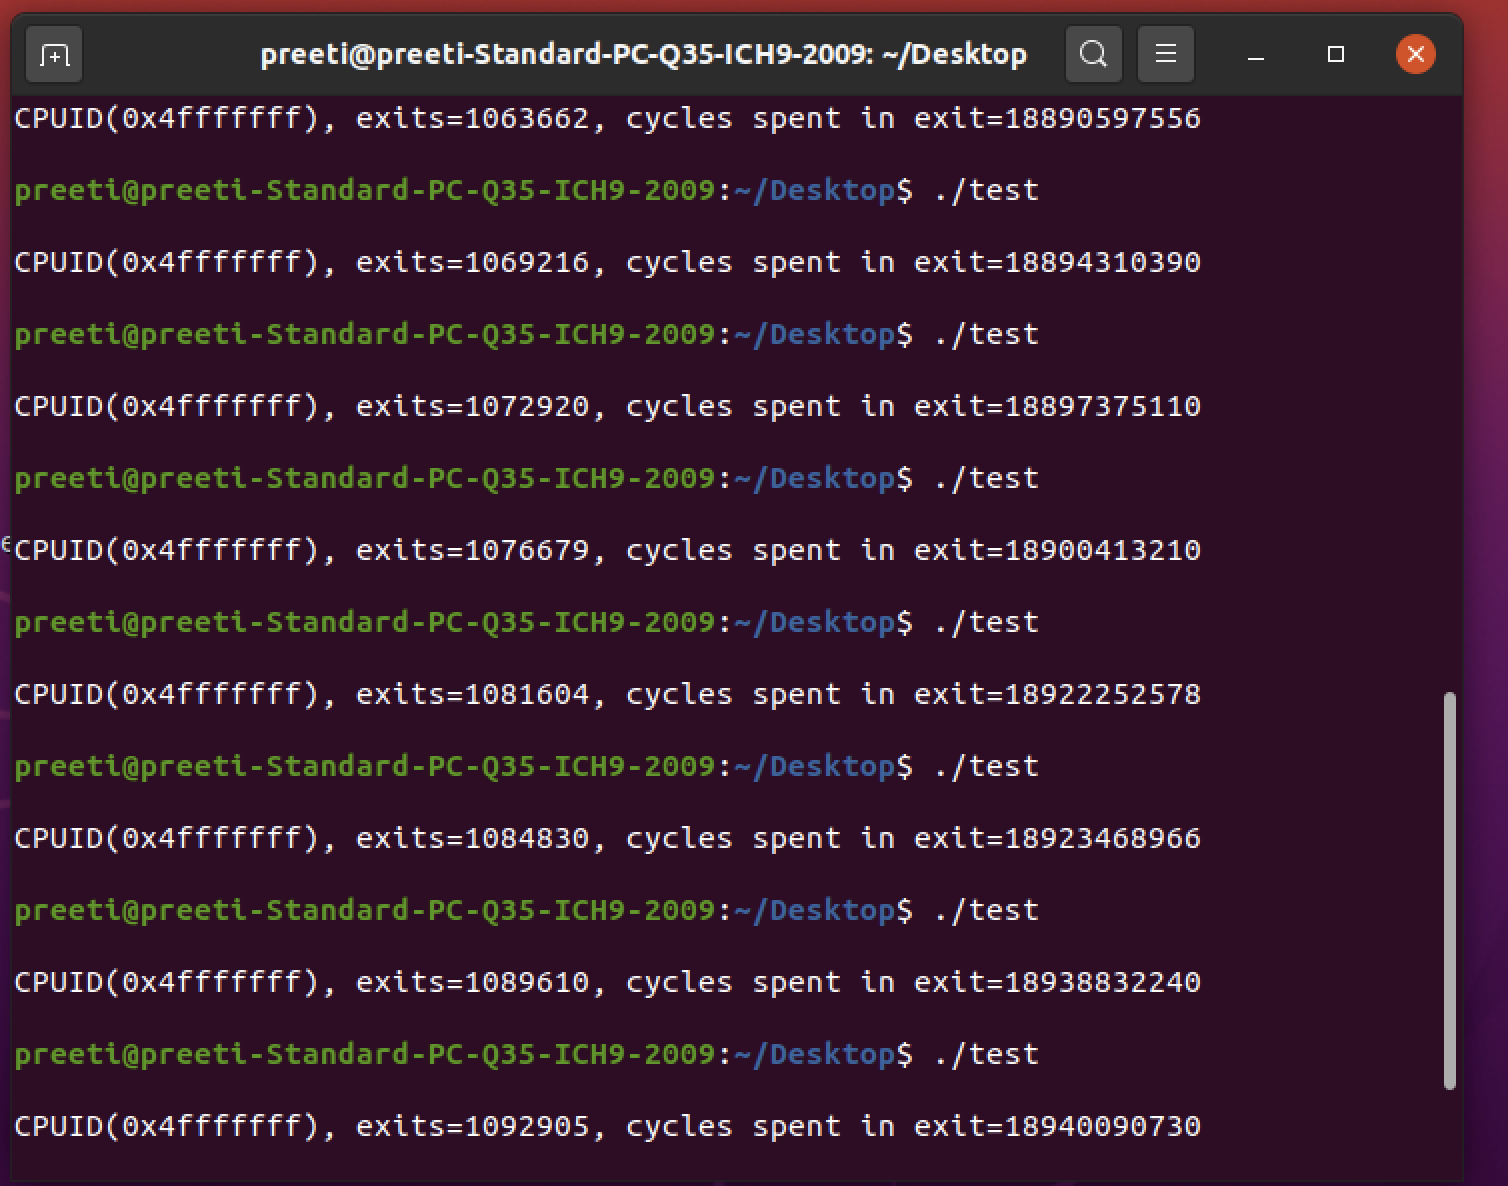 preeti@preeti-Standard-PC-Q35-ICH9-2009: ~/Desktop
CPUID(0x4fffffff), exits=1063662, cycles spent in exit=18890597556
preeti@preeti-Standard-PC-Q35-ICH9-2009:~/Desktop$ ./test
CPUID(0x4fffffff), exits=1069216, cycles spent in exit=18894310390
preeti@preeti-Standard-PC-Q35-ICH9-2009:~/Desktop$ ./test
CPUID(0x4fffffff), exits=1072920, cycles spent in exit=18897375110
preeti@preeti-Standard-PC-Q35-ICH9-2009:~/Desktop$ ./test
CPUID(0x4fffffff), exits=1076679, cycles spent in exit=18900413210
preeti@preeti-Standard-PC-Q35-ICH9-2009:~/Desktop$ ./test
CPUID(0x4fffffff), exits=1081604, cycles spent in exit=18922252578
preeti@preeti-Standard-PC-Q35-ICH9-2009:~/Desktop$ ./test
CPUID(0x4fffffff), exits=1084830, cycles spent in exit=18923468966
preeti@preeti-Standard-PC-Q35-ICH9-2009:~/Desktop$ ./test
CPUID(0x4fffffff), exits=1089610, cycles spent in exit=18938832240
preeti@preeti-Standard-PC-Q35-ICH9-2009:~/Desktop$ ./test
CPUID(0x4fffffff), exits=1092905, cycles spent in exit=18940090730